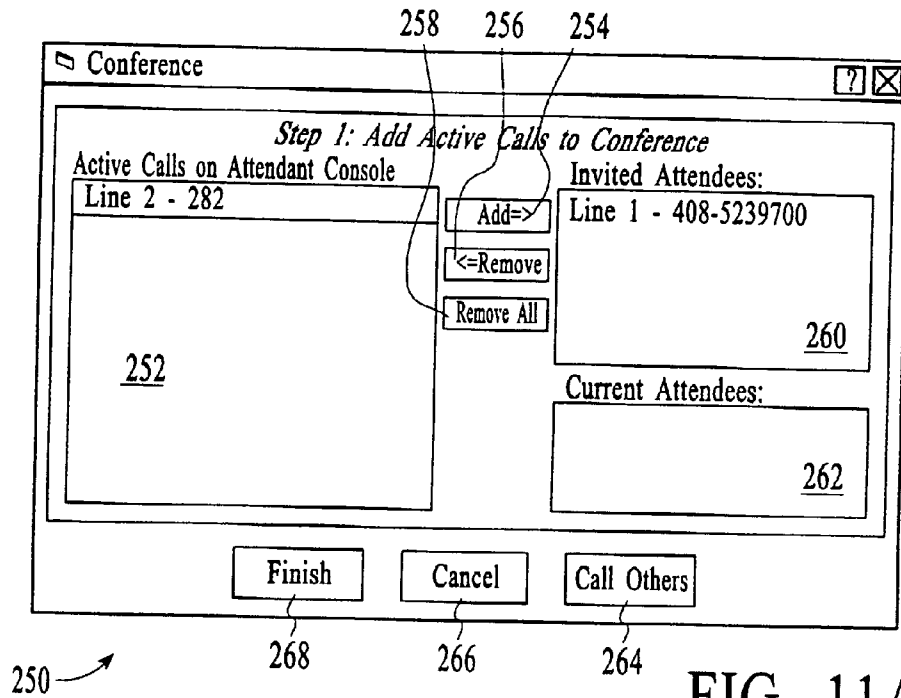 258 256 254
Conference
?
Step 1: Add Active Calls to Conference
Active Calls on Attendant Console
Line 2 - 282
252
Add=>
<=Remove
Remove All
Invited Attendees:
Line 1 - 408-5239700
260
Current Attendees:
262
Finish Cancel Call Others
268 266 264
250
FIG. 11A